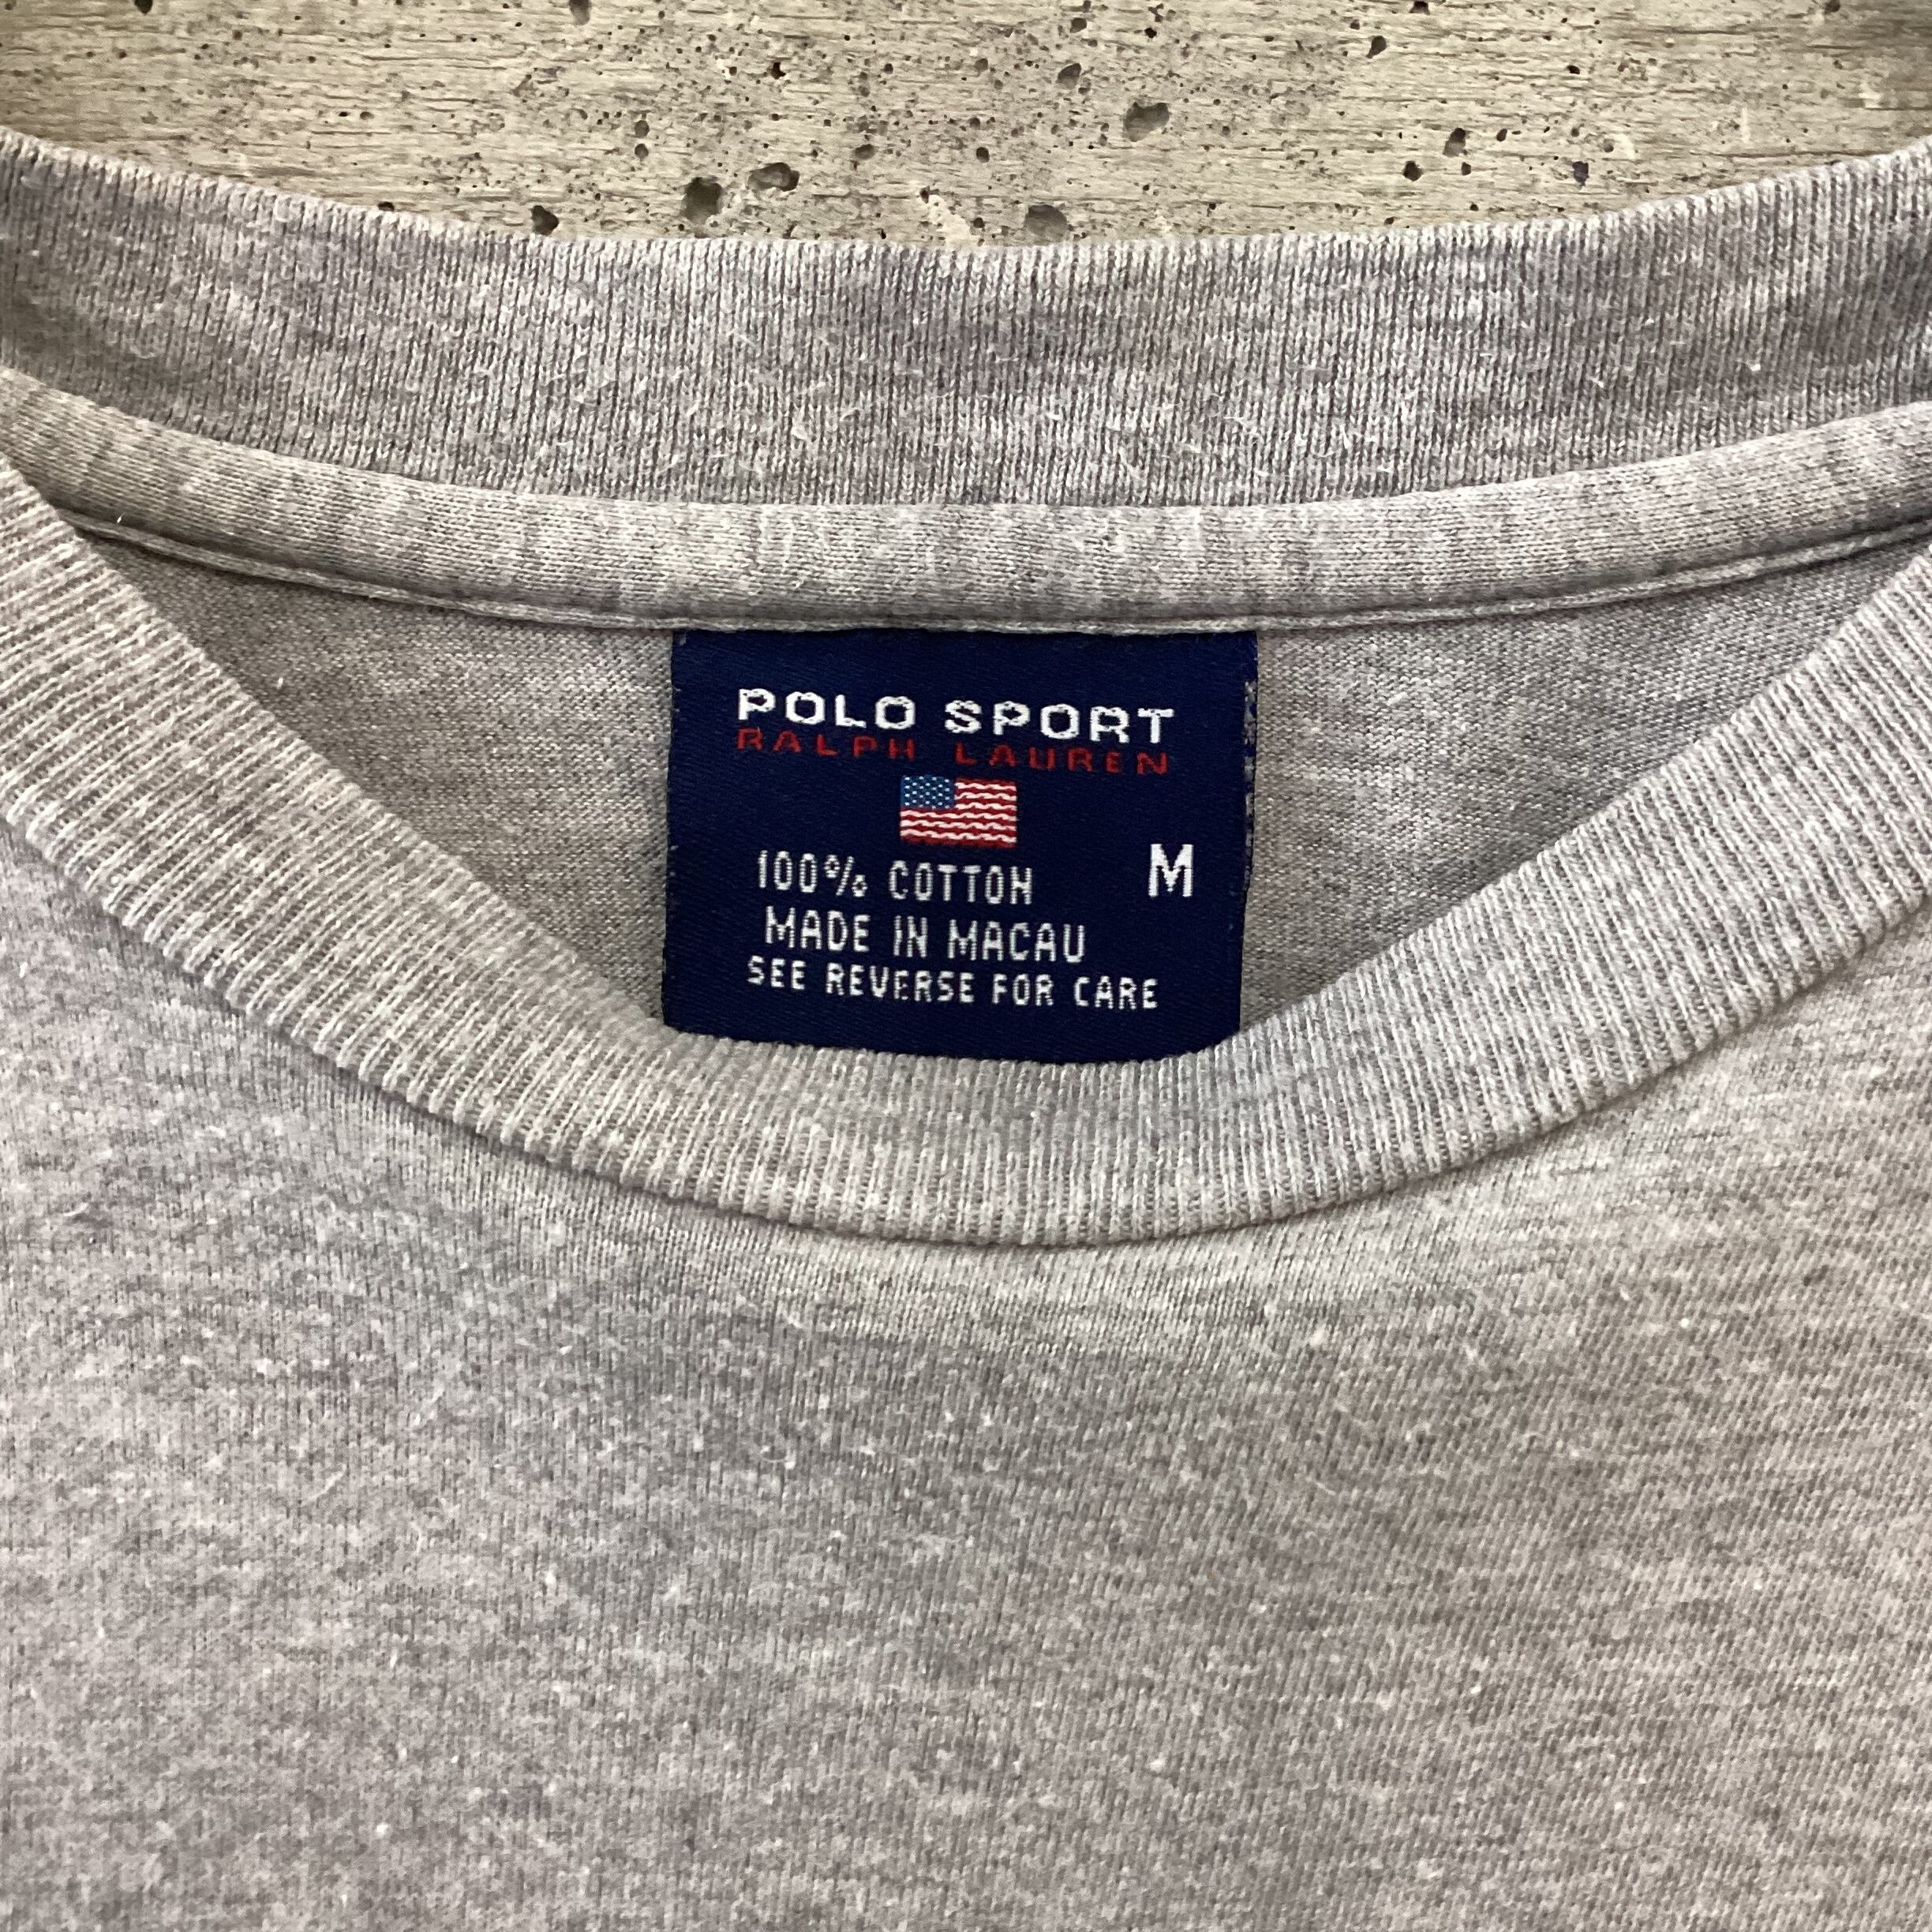 POLO SPORT
RALPH LAUREN
100% COTTON
M
MADE IN MACAU
SEE REVERSE FOR CARE